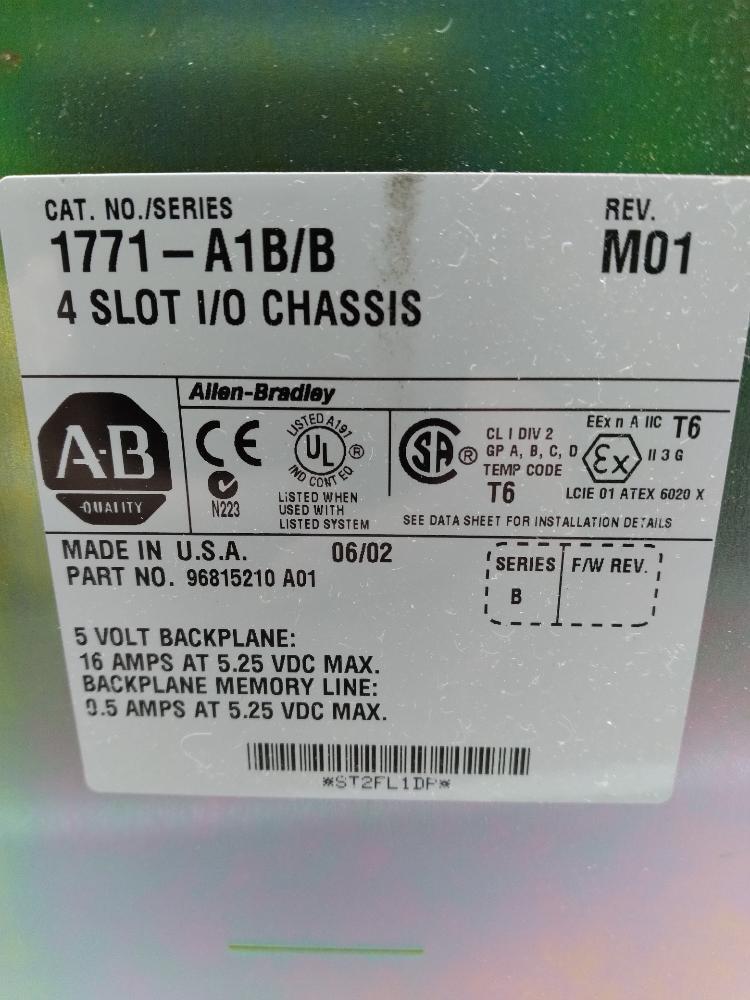 CAT. NO./SERIES
REV.
1771-A1B/B
M01
4 SLOT I/O CHASSIS
Allen-Bradley
A-B
QUALITY
CE
N223
LISTED A197
UL ®
IND CONT EQ
LISTED WHEN
USED WITH
LISTED SYSTEM
SA ®
CL I DIV 2
GP A, B, C, D
TEMP CODE
T6
EEx n A IIC T6
Ex II 3 G
LCIE 01 ATEX 6020 X
SEE DATA SHEET FOR INSTALLATION DETAILS
MADE IN U.S.A. 06/02
PART NO. 96815210 A01
SERIES F/W REV.
B
5 VOLT BACKPLANE:
16 AMPS AT 5.25 VDC MAX.
BACKPLANE MEMORY LINE:
0.5 AMPS AT 5.25 VDC MAX.
*ST2FL1DP*